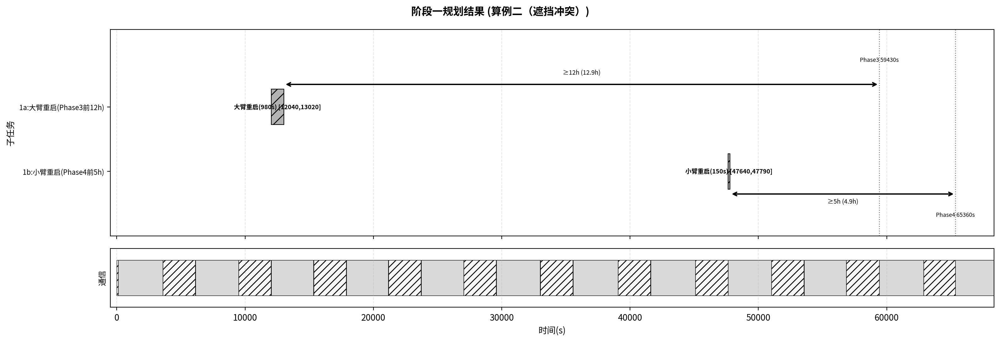 阶段一规划结果 (算例二（遮挡冲突）)
Phase3 59430s
≥12h (12.9h)
1a:大臂重启(Phase3前12h)
大臂重启(980s) [12040,13020]
子任务
1b:小臂重启(Phase4前5h)
小臂重启(150s) [47640,47790]
≥5h (4.9h)
Phase4 65360s
通信
0 10000 20000 30000 40000 50000 60000
时间(s)